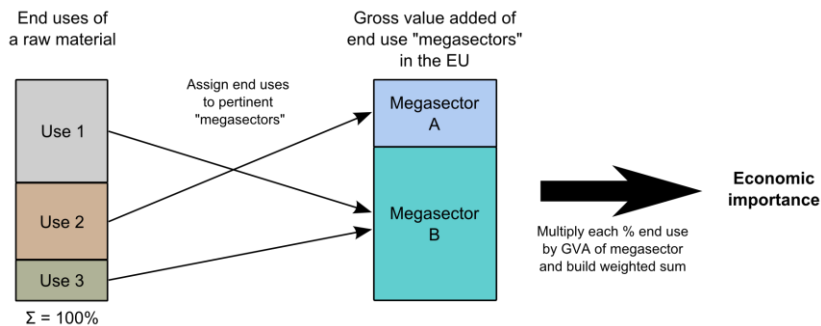 End uses of
a raw material
Gross value added of
end use "megasectors"
in the EU
Assign end uses
to pertinent
"megasectors"
Use 1
Use 2
Use 3
Σ = 100%
Megasector
A
Megasector
B
Economic
importance
Multiply each % end use
by GVA of megasector
and build weighted sum